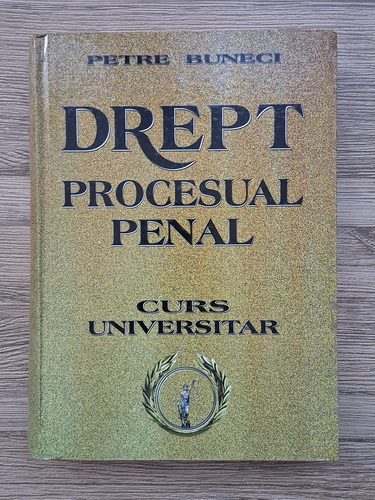 PETRE BUNECI
DREPT
PROCESUAL
PENAL
CURS
UNIVERSITAR